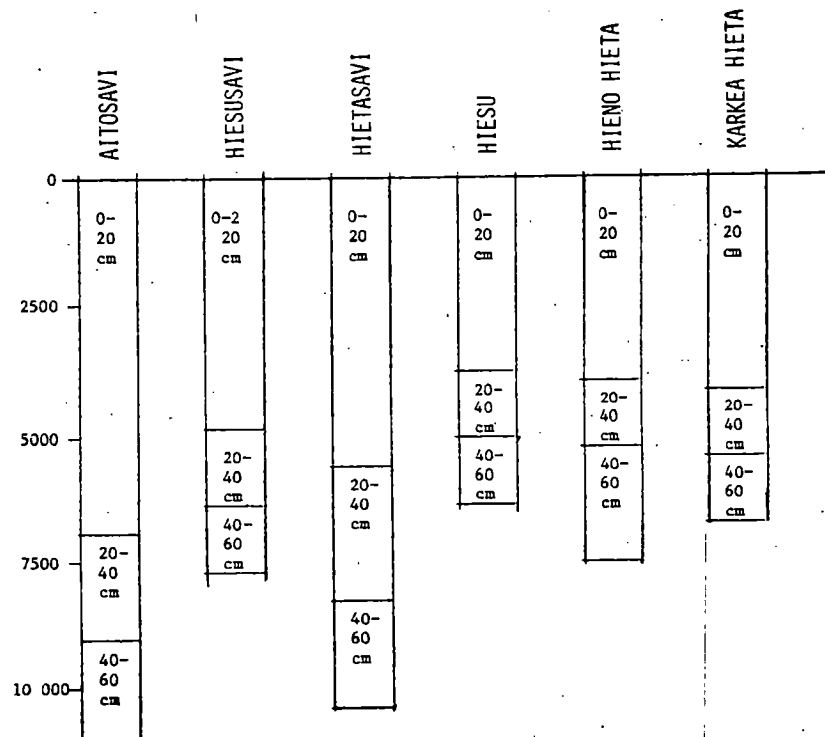 AITOSAVI
HIESUSAVI
HIETASAVI
HIESU
HIENO HIETA
KARKEA HIETA
0
2500
5000
7500
10 000
0-
20
cm
20-
40
cm
40-
60
cm
0-2
20
cm
20-
40
cm
40-
60
cm
0-
20
cm
20-
40
cm
40-
60
cm
0-
20
cm
20-
40
cm
40-
60
cm
0-
20
cm
20-
40
cm
40-
60
cm
0-
20
cm
20-
40
cm
40-
60
cm